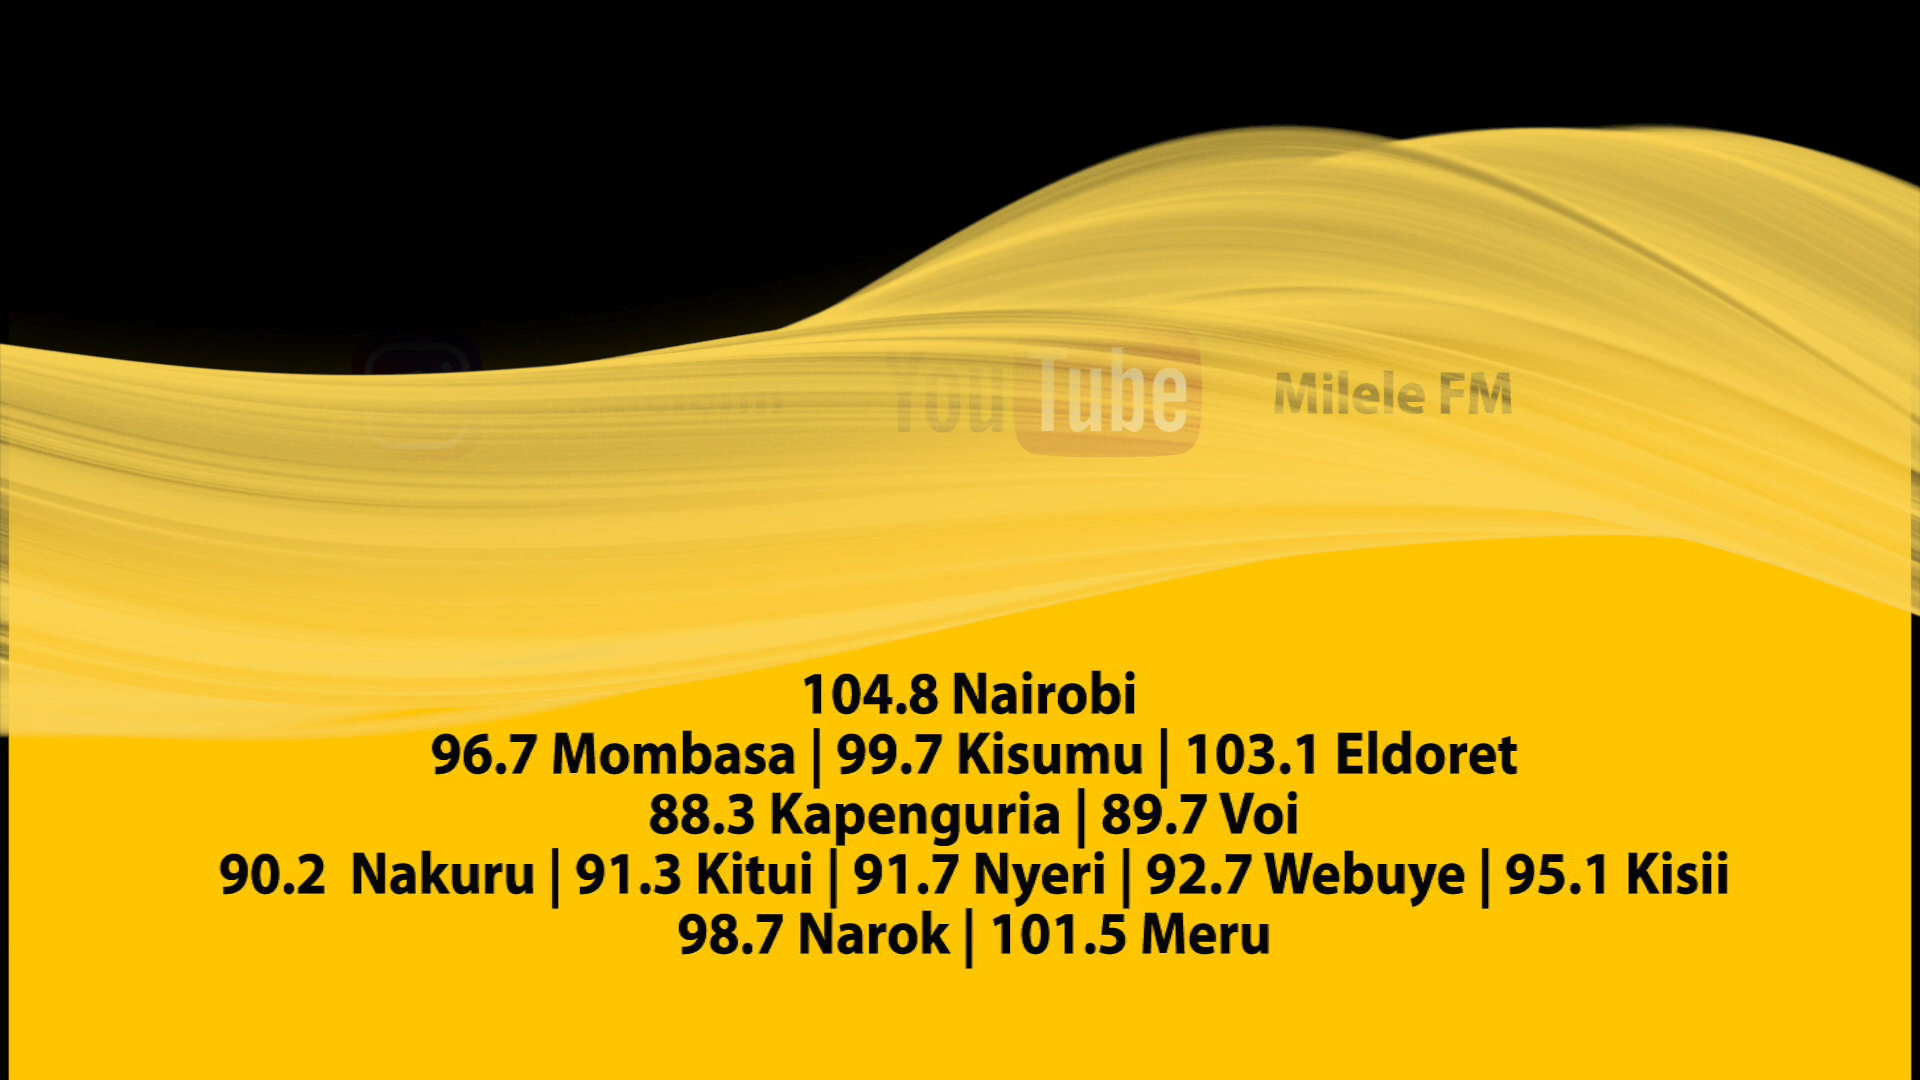 YouTube Milele FM
104.8 Nairobi
96.7 Mombasa | 99.7 Kisumu | 103.1 Eldoret
88.3 Kapenguria | 89.7 Voi
90.2 Nakuru | 91.3 Kitui | 91.7 Nyeri | 92.7 Webuye | 95.1 Kisii
98.7 Narok | 101.5 Meru